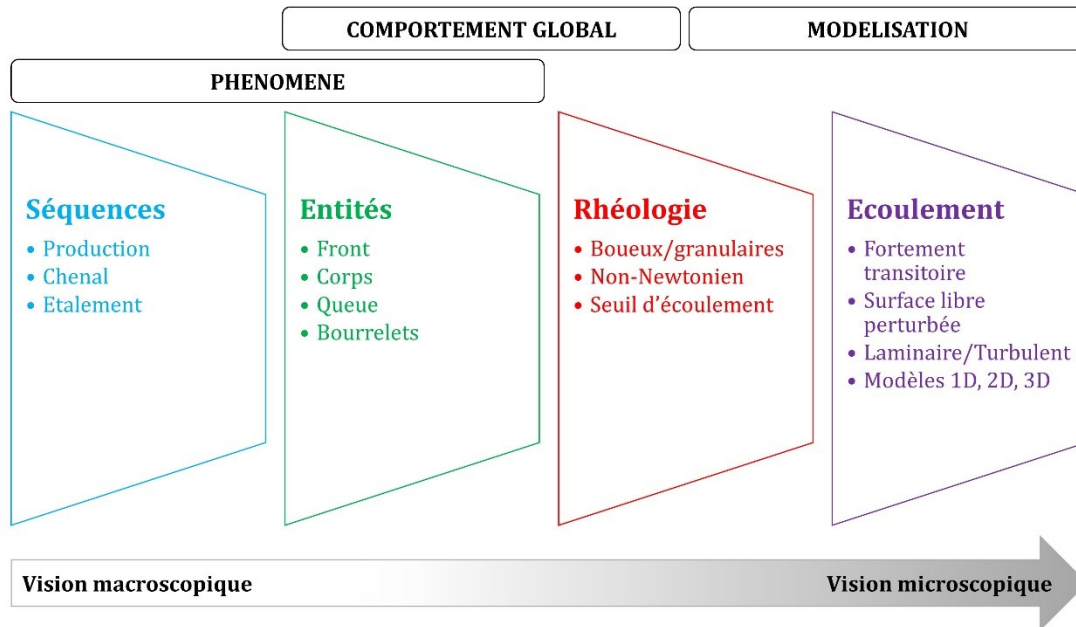 COMPORTEMENT GLOBAL
MODELISATION
PHENOMENE
Séquences
• Production
• Chenal
• Etalement
Entités
• Front
• Corps
• Queue
• Bourrelets
Rhéologie
• Boueux/granulaires
• Non-Newtonien
• Seuil d’écoulement
Ecoulement
• Fortement
transitoire
• Surface libre
perturbée
• Laminaire/Turbulent
• Modèles 1D, 2D, 3D
Vision macroscopique
Vision microscopique